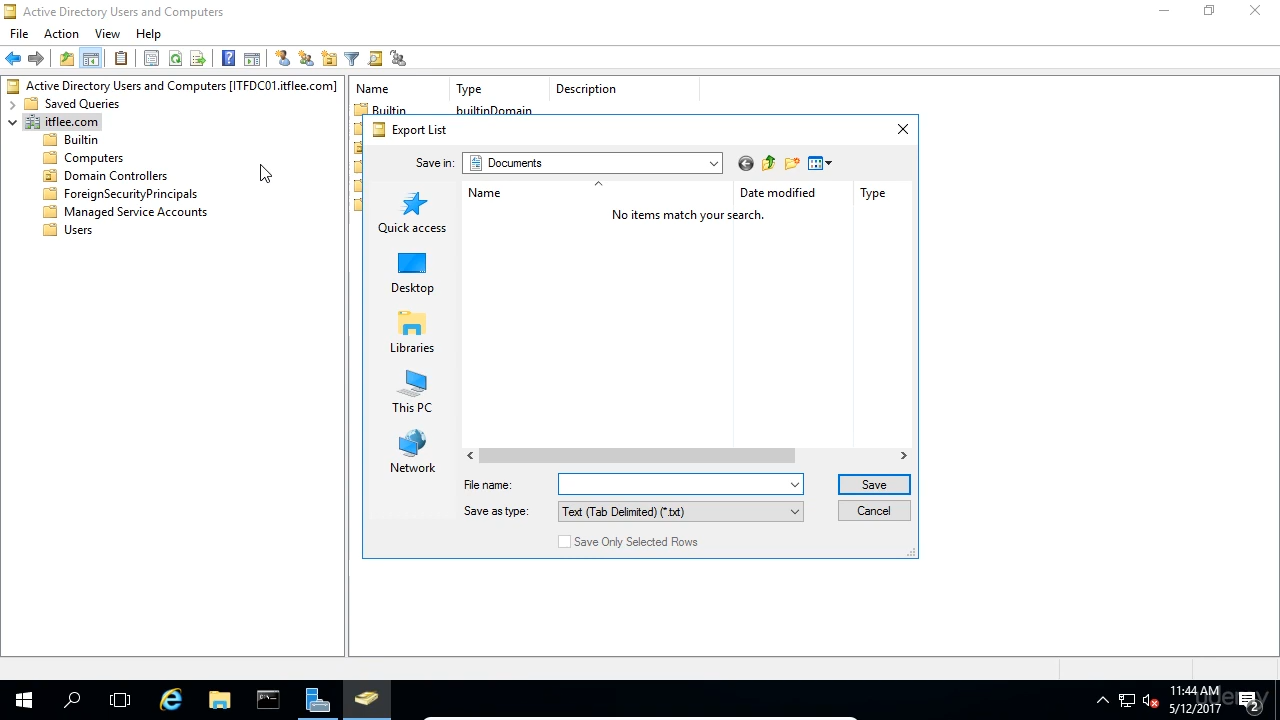 Active Directory Users and Computers
File Action View Help
Active Directory Users and Computers [ITFDC01.itflee.com]
Saved Queries
itflee.com
Builtin
Computers
Domain Controllers
ForeignSecurityPrincipals
Managed Service Accounts
Users
Name Type Description
Builtin builtinDomain
Export List
Save in: Documents
Quick access
Desktop
Libraries
This PC
Network
Name Date modified Type
No items match your search.
File name: Save
Save as type: Text (Tab Delimited) (*.txt) Cancel
Save Only Selected Rows
11:44 AM
5/12/2017
2
udemy